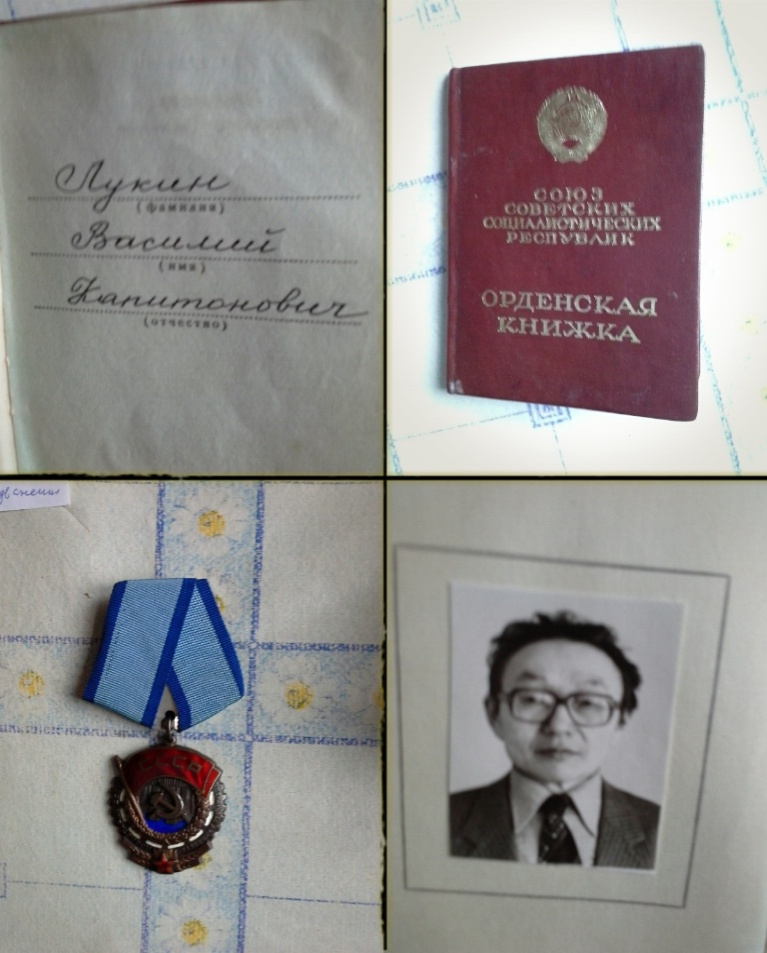 Лукин
(фамилия)
Василий
(имя)
Капитонович
(отчество)
СОЮЗ
СОВЕТСКИХ
СОЦИАЛИСТИЧЕСКИХ
РЕСПУБЛИК
ОРДЕНСКАЯ
КНИЖКА
СССР